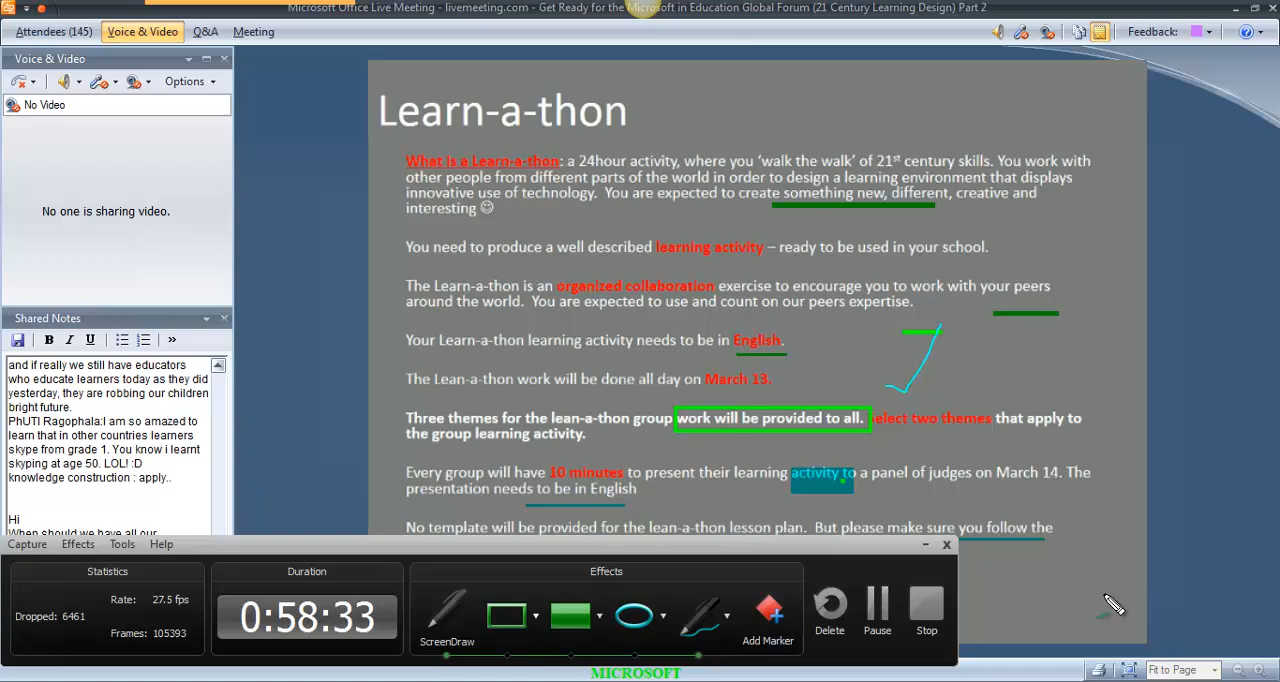 Microsoft Office Live Meeting - livemeeting.com - Get Ready for the Microsoft in Education Global Forum (21 Century Learning Design) Part 2
Attendees (145) Voice & Video Q&A Meeting Feedback:
Voice & Video
Options
No Video
No one is sharing video.
Shared Notes
B I U »
and if really we still have educators
who educate learners today as they did
yesterday, they are robbing our children
bright future.
PhUTI Ragophala:I am so amazed to
learn that in other countries learners
skype from grade 1. You know i learnt
skyping at age 50. LOL! :D
knowledge construction : apply..
Hi
When should we have all our
Learn-a-thon
What is a Learn-a-thon: a 24hour activity, where you ‘walk the walk’ of 21st century skills. You work with
other people from different parts of the world in order to design a learning environment that displays
innovative use of technology. You are expected to create something new, different, creative and
interesting ☺
You need to produce a well described learning activity – ready to be used in your school.
The Learn-a-thon is an organized collaboration exercise to encourage you to work with your peers
around the world. You are expected to use and count on our peers expertise.
Your Learn-a-thon learning activity needs to be in English.
The Lean-a-thon work will be done all day on March 13.
Three themes for the lean-a-thon group work will be provided to all. Select two themes that apply to
the group learning activity.
Every group will have 10 minutes to present their learning activity to a panel of judges on March 14. The
presentation needs to be in English
No template will be provided for the lean-a-thon lesson plan. But please make sure you follow the
Capture Effects Tools Help
Statistics
Rate: 27.5 fps
Dropped: 6461
Frames: 105393
Duration
0:58:33
Effects
ScreenDraw
Add Marker
Delete
Pause
Stop
MICROSOFT
Fit to Page